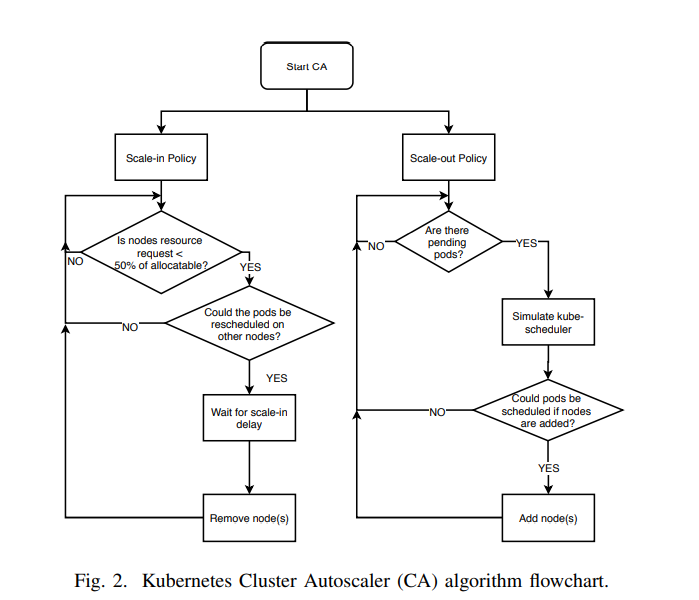 Start CA
Scale-in Policy
Scale-out Policy
Is nodes resource
request <
50% of allocatable?
NO
YES
Could the pods be
rescheduled on
other nodes?
NO
YES
Wait for scale-in
delay
Remove node(s)
Are there
pending
pods?
NO
YES
Simulate kube-
scheduler
Could pods be
scheduled if nodes
are added?
NO
YES
Add node(s)
Fig. 2. Kubernetes Cluster Autoscaler (CA) algorithm flowchart.